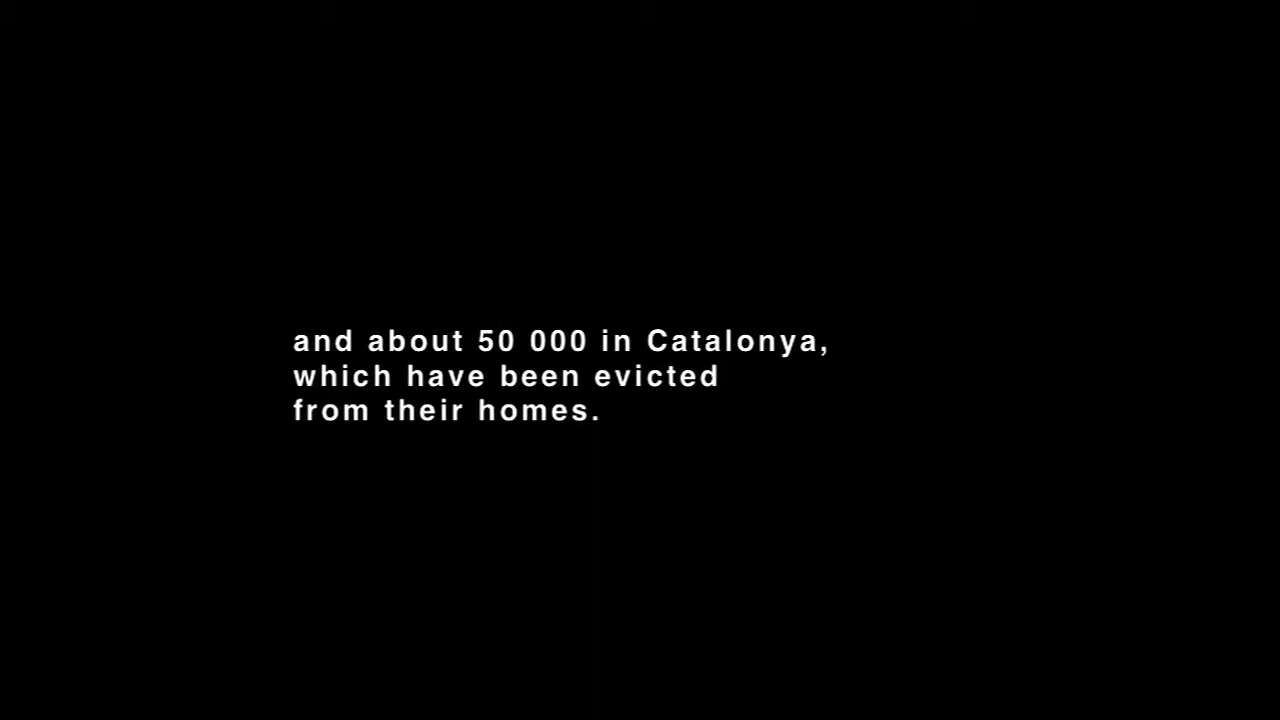 and about 50 000 in Catalonya,
which have been evicted
from their homes.